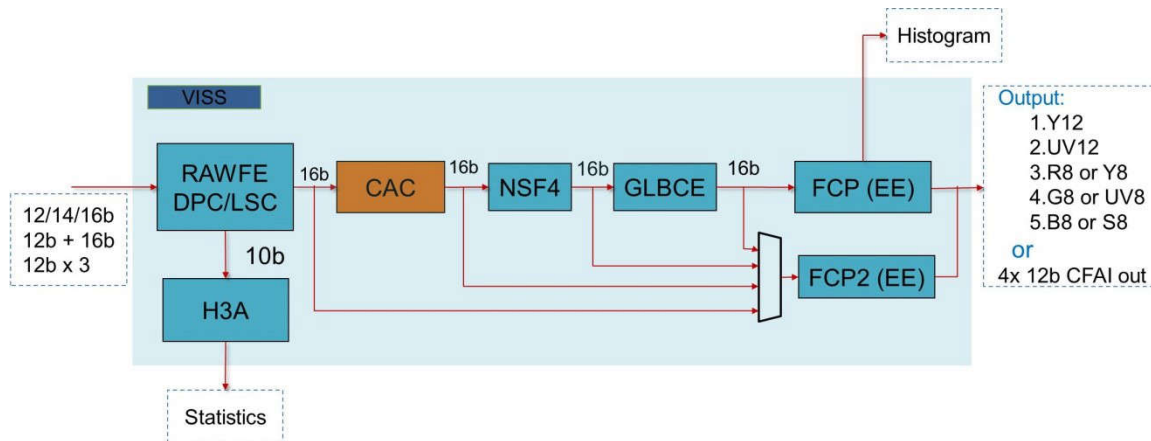 Histogram
VISS
Output:
1.Y12
2.UV12
3.R8 or Y8
4.G8 or UV8
5.B8 or S8
or
4x 12b CFAI out
RAWFE
DPC/LSC
16b
CAC
16b
NSF4
16b
GLBCE
16b
FCP (EE)
12/14/16b
12b + 16b
12b x 3
10b
FCP2 (EE)
H3A
Statistics